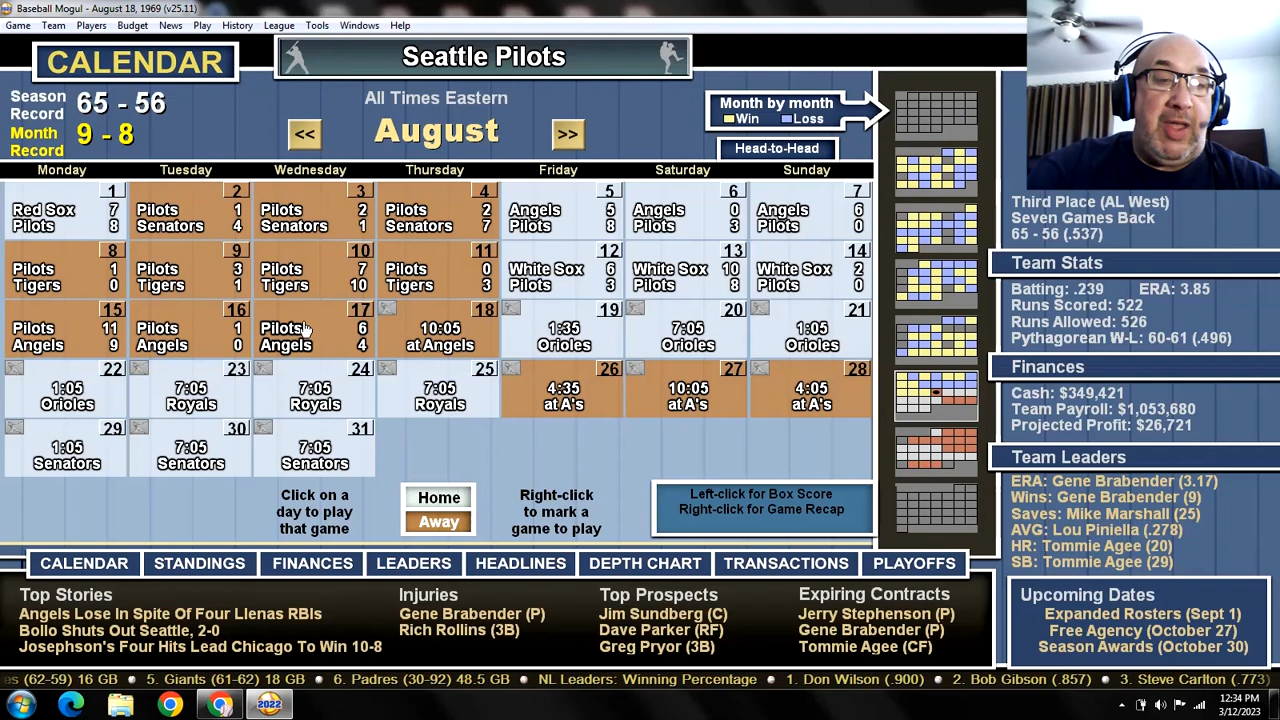 Baseball Mogul - August 18, 1969 (v25.11)
Game Team Players Budget News Play History League Tools Windows Help
CALENDAR
Seattle Pilots
Season Record 65 - 56
Month Record 9 - 8
All Times Eastern
<< August >>
Month by month
Win Loss
Head-to-Head
Monday Tuesday Wednesday Thursday Friday Saturday Sunday
1 2 3 4 5 6 7
Red Sox 7 Pilots 1 Pilots 2 Pilots 2 Angels 5 Angels 0 Angels 6
Pilots 8 Senators 4 Senators 1 Senators 7 Pilots 8 Pilots 3 Pilots 0
8 9 10 11 12 13 14
Pilots 1 Pilots 3 Pilots 7 Pilots 0 White Sox 6 White Sox 10 White Sox 2
Tigers 0 Tigers 1 Tigers 10 Tigers 3 Pilots 3 Pilots 8 Pilots 0
15 16 17 18 19 20 21
Pilots 11 Pilots 1 Pilots 6 10:05 1:35 7:05 1:05
Angels 9 Angels 0 Angels 4 at Angels Orioles Orioles Orioles
22 23 24 25 26 27 28
1:05 7:05 7:05 7:05 4:35 10:05 4:05
Orioles Royals Royals Royals at A's at A's at A's
29 30 31
1:05 7:05 7:05
Senators Senators Senators
Click on a day to play that game
Home
Away
Right-click to mark a game to play
Left-click for Box Score
Right-click for Game Recap
Third Place (AL West)
Seven Games Back
65 - 56 (.537)
Team Stats
Batting: .239 ERA: 3.85
Runs Scored: 522
Runs Allowed: 526
Pythagorean W-L: 60-61 (.496)
Finances
Cash: $349,421
Team Payroll: $1,053,680
Projected Profit: $26,721
Team Leaders
ERA: Gene Brabender (3.17)
Wins: Gene Brabender (9)
Saves: Mike Marshall (25)
AVG: Lou Piniella (.278)
HR: Tommie Agee (20)
SB: Tommie Agee (29)
CALENDAR STANDINGS FINANCES LEADERS HEADLINES DEPTH CHART TRANSACTIONS PLAYOFFS
Top Stories
Angels Lose In Spite Of Four Llenas RBIs
Bollo Shuts Out Seattle, 2-0
Josephson's Four Hits Lead Chicago To Win 10-8
Injuries
Gene Brabender (P)
Rich Rollins (3B)
Top Prospects
Jim Sundberg (C)
Dave Parker (RF)
Greg Pryor (3B)
Expiring Contracts
Jerry Stephenson (P)
Gene Brabender (P)
Tommie Agee (CF)
Upcoming Dates
Expanded Rosters (Sept 1)
Free Agency (October 27)
Season Awards (October 30)
es (62-59) 16 GB 5. Giants (61-62) 18 GB 6. Padres (30-92) 48.5 GB NL Leaders: Winning Percentage 1. Don Wilson (.900) 2. Bob Gibson (.857) 3. Steve Carlton (.773)
2022
12:34 PM
3/12/2023